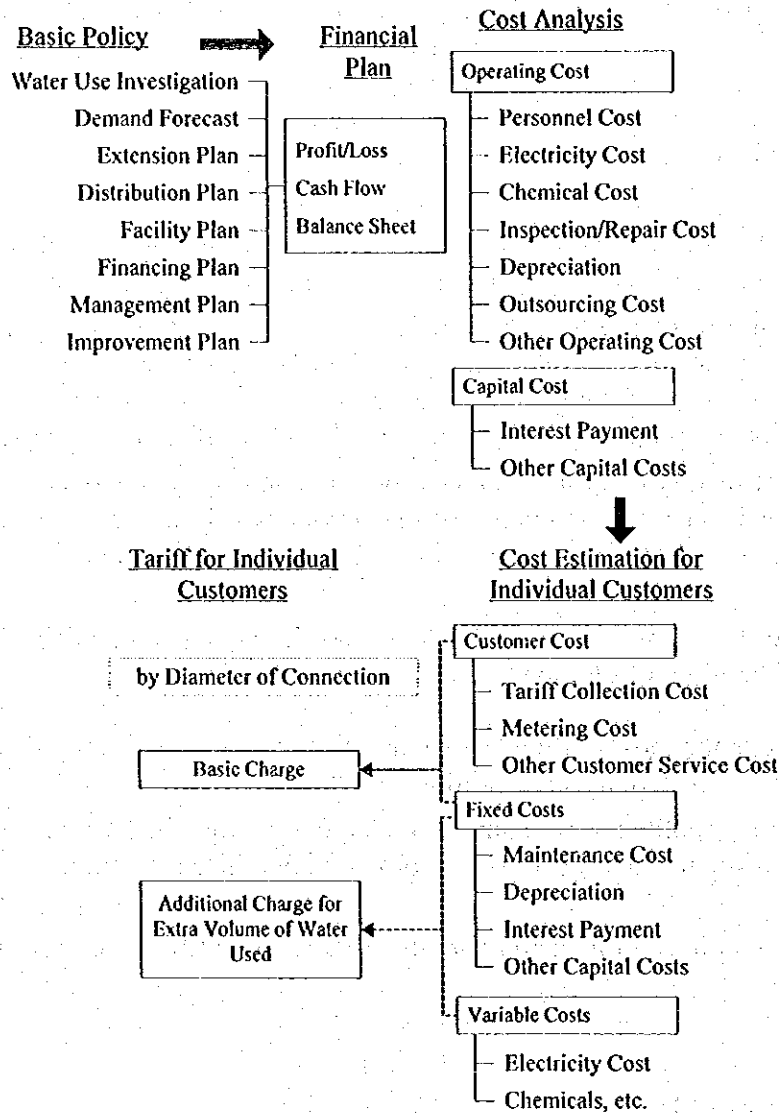 Basic Policy
Water Use Investigation
Demand Forecast
Extension Plan
Distribution Plan
Facility Plan
Financing Plan
Management Plan
Improvement Plan
Financial
Plan
Profit/Loss
Cash Flow
Balance Sheet
Cost Analysis
Operating Cost
Personnel Cost
Electricity Cost
Chemical Cost
Inspection/Repair Cost
Depreciation
Outsourcing Cost
Other Operating Cost
Capital Cost
Interest Payment
Other Capital Costs
Cost Estimation for
Individual Customers
Customer Cost
Tariff Collection Cost
Metering Cost
Other Customer Service Cost
Fixed Costs
Maintenance Cost
Depreciation
Interest Payment
Other Capital Costs
Variable Costs
Electricity Cost
Chemicals, etc.
Tariff for Individual
Customers
by Diameter of Connection
Basic Charge
Additional Charge for
Extra Volume of Water
Used